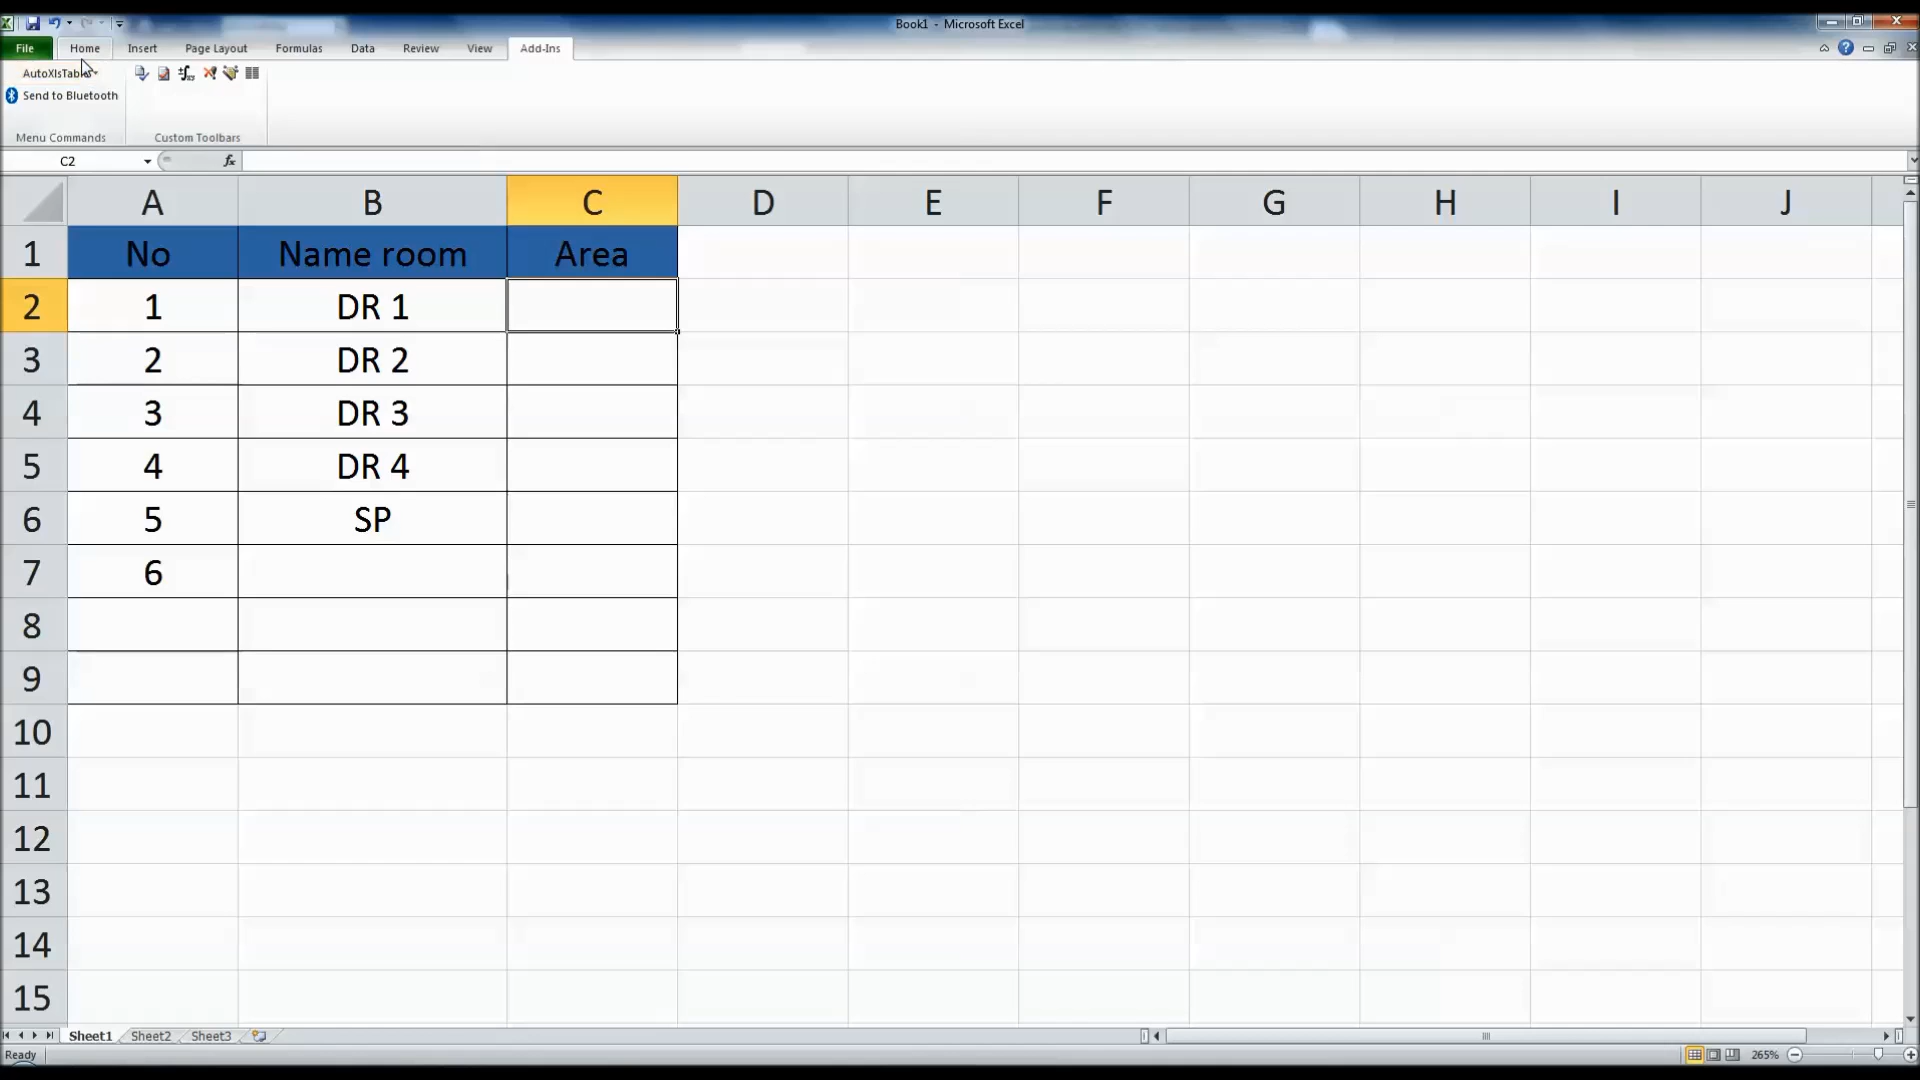 Book1 - Microsoft Excel
File Home Insert Page Layout Formulas Data Review View Add-Ins
Send to Bluetooth
Menu Commands Custom Toolbars
C2 fx
A B C D E F G H I J
1 No Name room Area
2 1 DR 1
3 2 DR 2
4 3 DR 3
5 4 DR 4
6 5 SP
7 6
8
9
10
11
12
13
14
15
Sheet1 Sheet2 Sheet3
Ready 265%